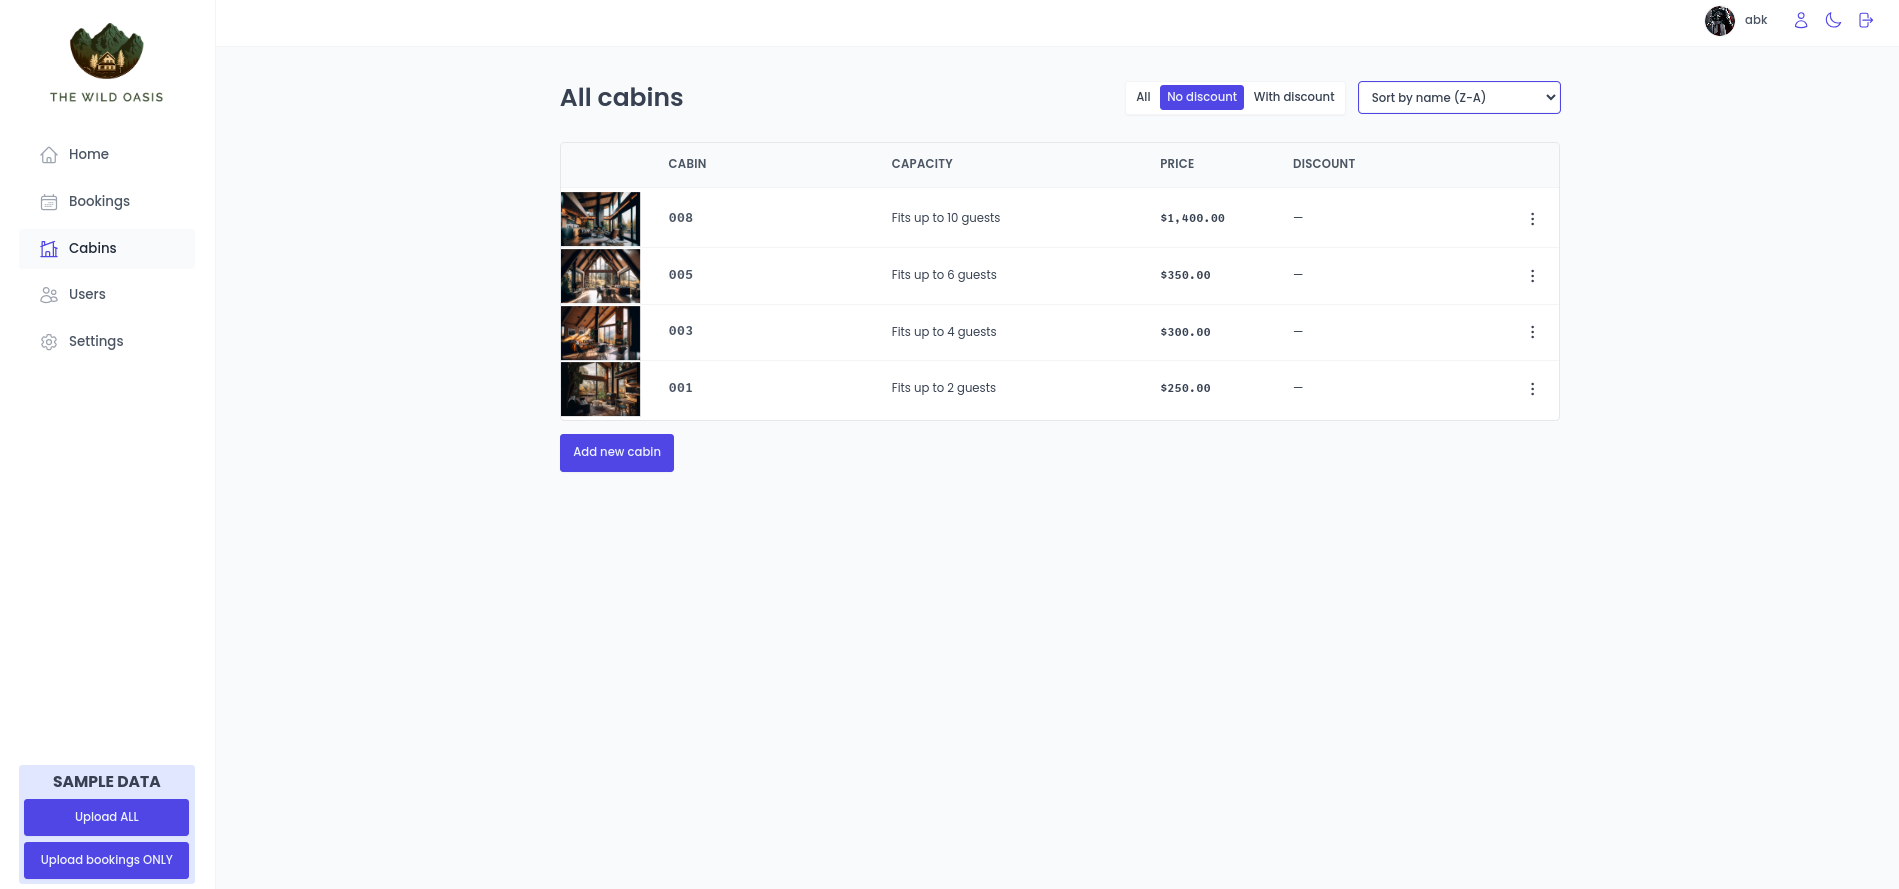 THE WILD OASIS
Home
Bookings
Cabins
Users
Settings
SAMPLE DATA
Upload ALL
Upload bookings ONLY
abk
All cabins
All No discount With discount Sort by name (Z-A)
CABIN CAPACITY PRICE DISCOUNT
008 Fits up to 10 guests $1,400.00 —
005 Fits up to 6 guests $350.00 —
003 Fits up to 4 guests $300.00 —
001 Fits up to 2 guests $250.00 —
Add new cabin